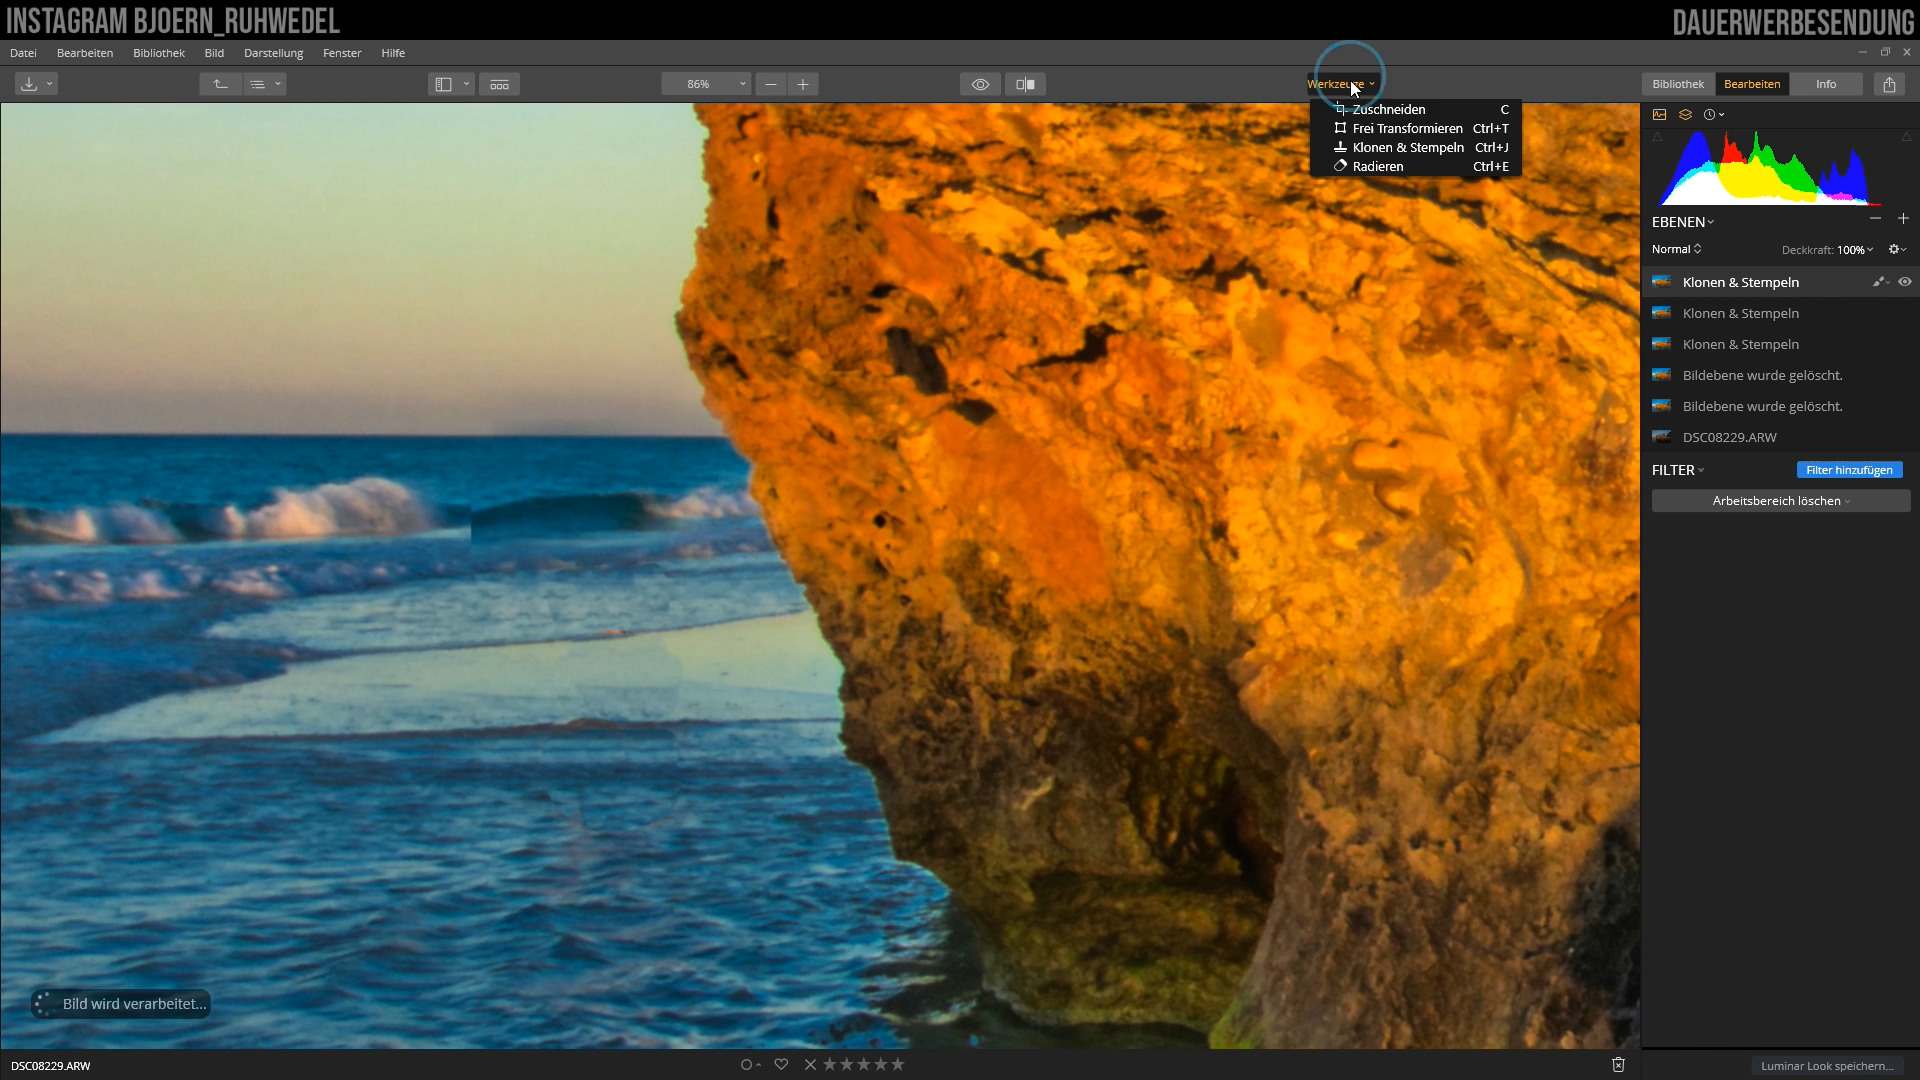 INSTAGRAM BJOERN_RUHWEDEL
DAUERWERBESENDUNG
Datei Bearbeiten Bibliothek Bild Darstellung Fenster Hilfe
86%
Werkzeuge
Bibliothek Bearbeiten Info
Zuschneiden C
Frei Transformieren Ctrl+T
Klonen & Stempeln Ctrl+J
Radieren Ctrl+E
EBENEN
Normal Deckkraft: 100%
Klonen & Stempeln
Klonen & Stempeln
Klonen & Stempeln
Bildebene wurde gelöscht.
Bildebene wurde gelöscht.
DSC08229.ARW
FILTER Filter hinzufügen
Arbeitsbereich löschen
Bild wird verarbeitet...
DSC08229.ARW
Luminar Look speichern...